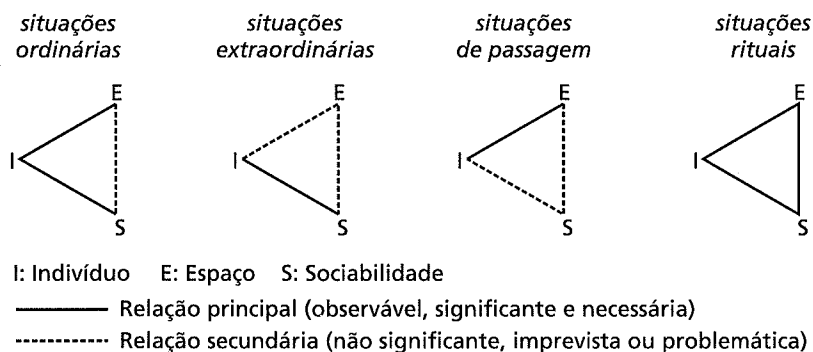 situações ordinárias
situações extraordinárias
situações de passagem
situações rituais
E
E
E
E
I
I
I
I
S
S
S
S
I: Indivíduo E: Espaço S: Sociabilidade
Relação principal (observável, significante e necessária)
Relação secundária (não significante, imprevista ou problemática)